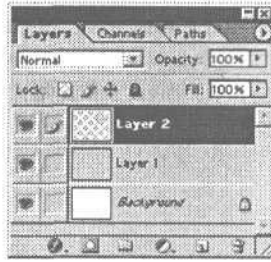 Layers Channels Paths
Normal Opacity: 100%
Lock: Fill: 100%
Layer 2
Layer 1
Background